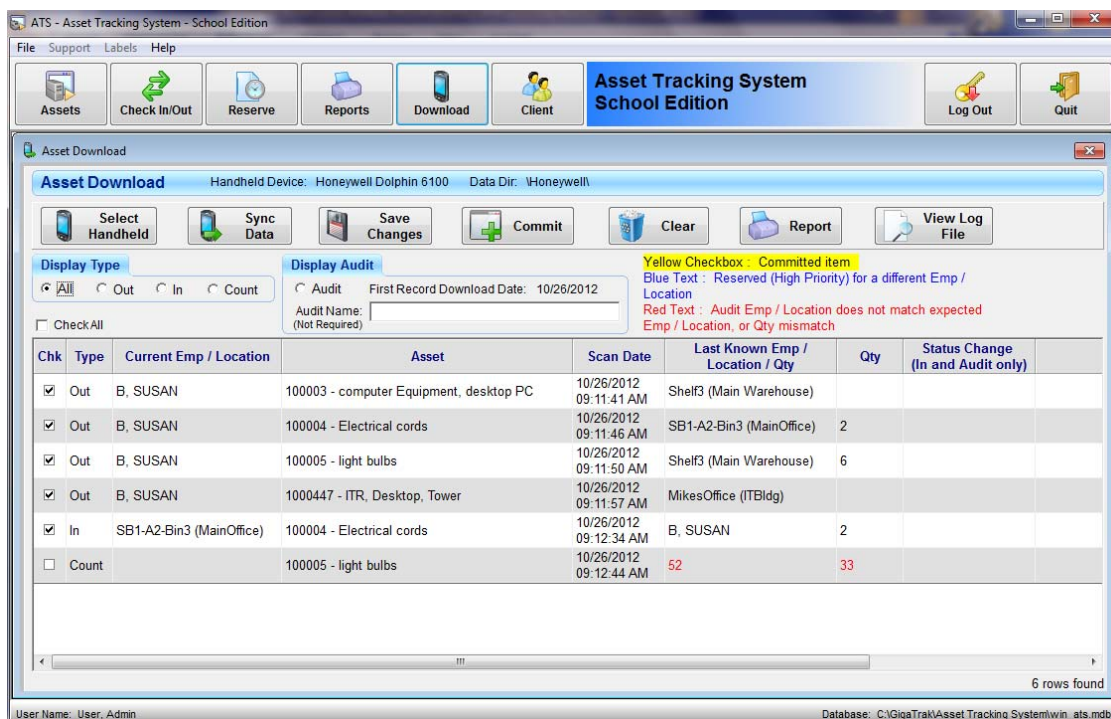 ATS - Asset Tracking System - School Edition
File Support Labels Help
Assets Check In/Out Reserve Reports Download Client
Asset Tracking System
School Edition
Log Out Quit
Asset Download
Asset Download Handheld Device: Honeywell Dolphin 6100 Data Dir: \Honeywell\
Select Handheld Sync Data Save Changes Commit Clear Report View Log File
Display Type
All Out In Count
Check All
Display Audit
Audit First Record Download Date: 10/26/2012
Audit Name:
(Not Required)
Yellow Checkbox : Committed item
Blue Text : Reserved (High Priority) for a different Emp /
Location
Red Text : Audit Emp / Location does not match expected
Emp / Location, or Qty mismatch
Chk Type Current Emp / Location Asset Scan Date Last Known Emp / Location / Qty Qty Status Change (In and Audit only)
Out B, SUSAN 100003 - computer Equipment, desktop PC 10/26/2012 09:11:41 AM Shelf3 (Main Warehouse)
Out B, SUSAN 100004 - Electrical cords 10/26/2012 09:11:46 AM SB1-A2-Bin3 (MainOffice) 2
Out B, SUSAN 100005 - light bulbs 10/26/2012 09:11:50 AM Shelf3 (Main Warehouse) 6
Out B, SUSAN 1000447 - ITR, Desktop, Tower 10/26/2012 09:11:57 AM MikesOffice (ITBldg)
In SB1-A2-Bin3 (MainOffice) 100004 - Electrical cords 10/26/2012 09:12:34 AM B, SUSAN 2
Count 100005 - light bulbs 10/26/2012 09:12:44 AM 52 33
6 rows found
User Name: User, Admin Database: C:\GigaTrak\Asset Tracking System\win_ats.mdb